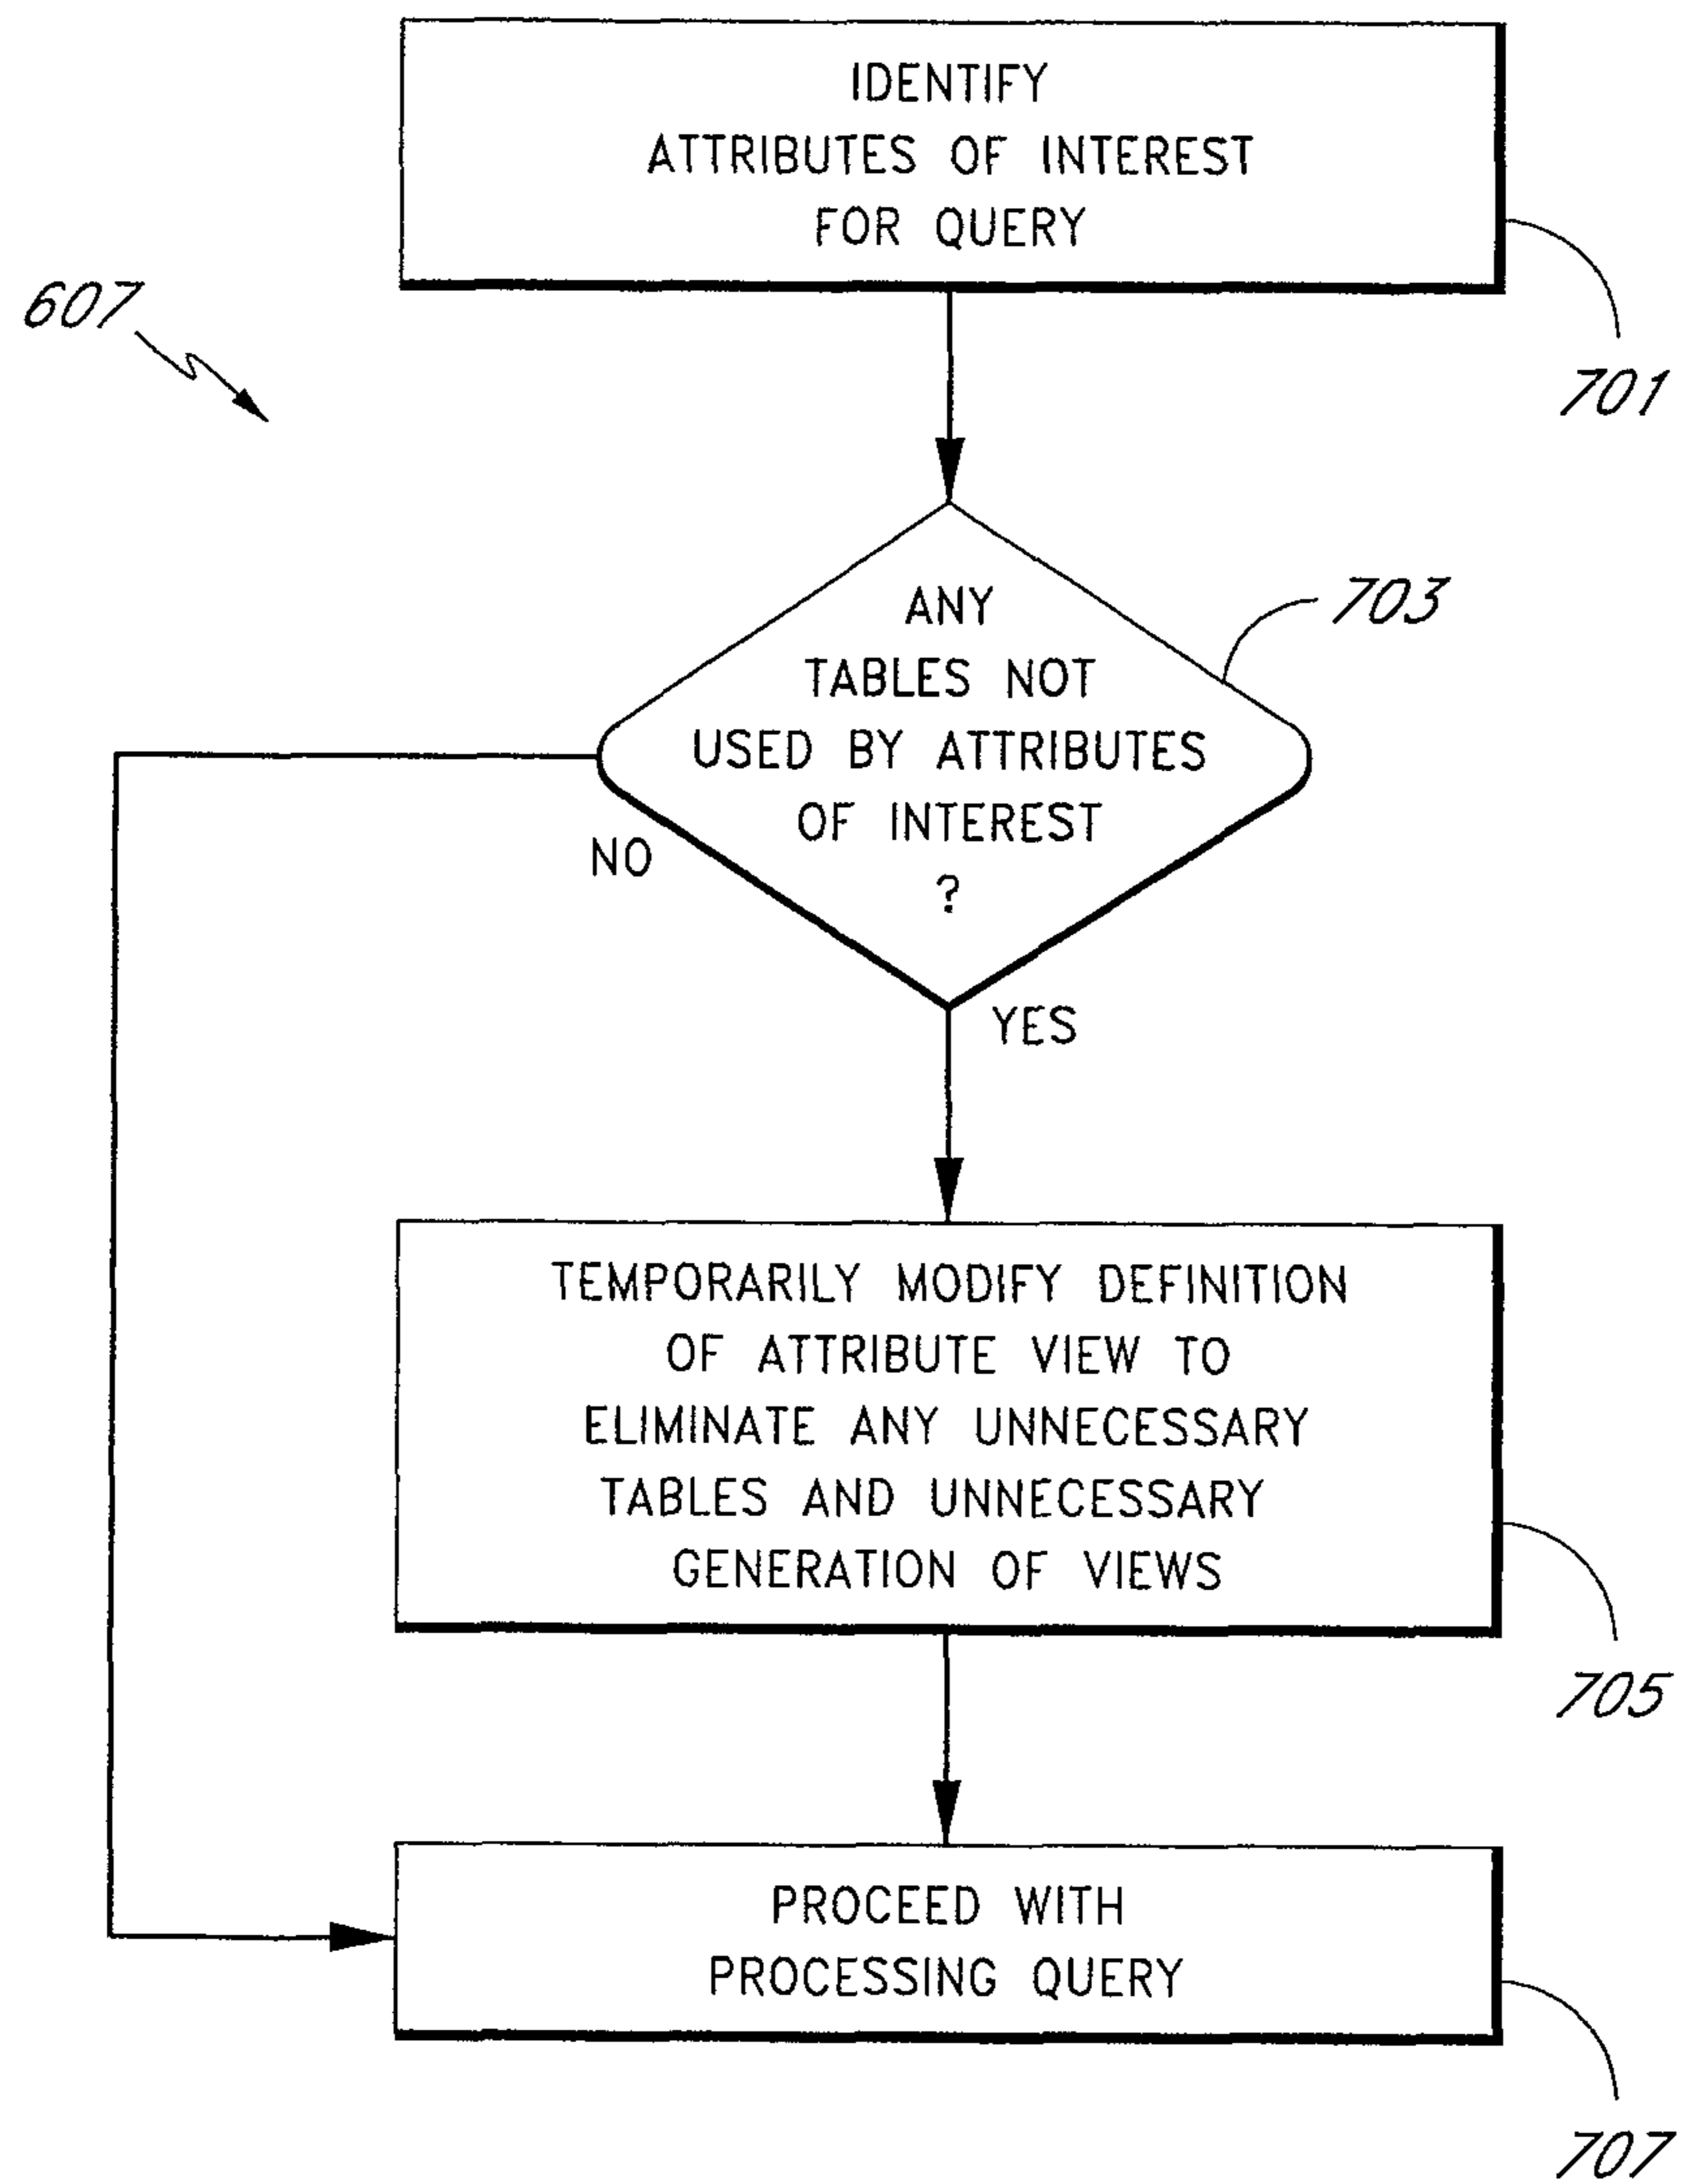 IDENTIFY
ATTRIBUTES OF INTEREST
FOR QUERY
607
701
ANY
TABLES NOT
USED BY ATTRIBUTES
OF INTEREST
?
703
NO
YES
TEMPORARILY MODIFY DEFINITION
OF ATTRIBUTE VIEW TO
ELIMINATE ANY UNNECESSARY
TABLES AND UNNECESSARY
GENERATION OF VIEWS
705
PROCEED WITH
PROCESSING QUERY
707